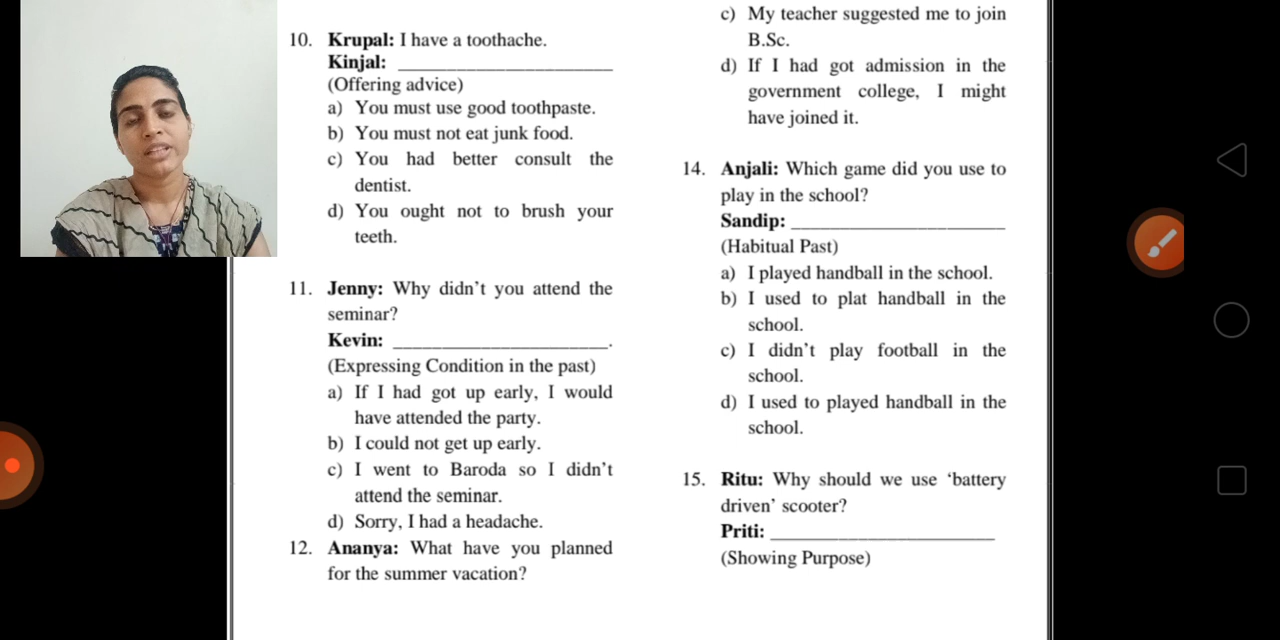 10. Krupal: I have a toothache.
Kinjal: ______________________
(Offering advice)
a) You must use good toothpaste.
b) You must not eat junk food.
c) You had better consult the
dentist.
d) You ought not to brush your
teeth.
11. Jenny: Why didn’t you attend the
seminar?
Kevin: ______________________.
(Expressing Condition in the past)
a) If I had got up early, I would
have attended the party.
b) I could not get up early.
c) I went to Baroda so I didn’t
attend the seminar.
d) Sorry, I had a headache.
12. Ananya: What have you planned
for the summer vacation?
c) My teacher suggested me to join
B.Sc.
d) If I had got admission in the
government college, I might
have joined it.
14. Anjali: Which game did you use to
play in the school?
Sandip: ______________________
(Habitual Past)
a) I played handball in the school.
b) I used to plat handball in the
school.
c) I didn’t play football in the
school.
d) I used to played handball in the
school.
15. Ritu: Why should we use ‘battery
driven’ scooter?
Priti: ______________________
(Showing Purpose)